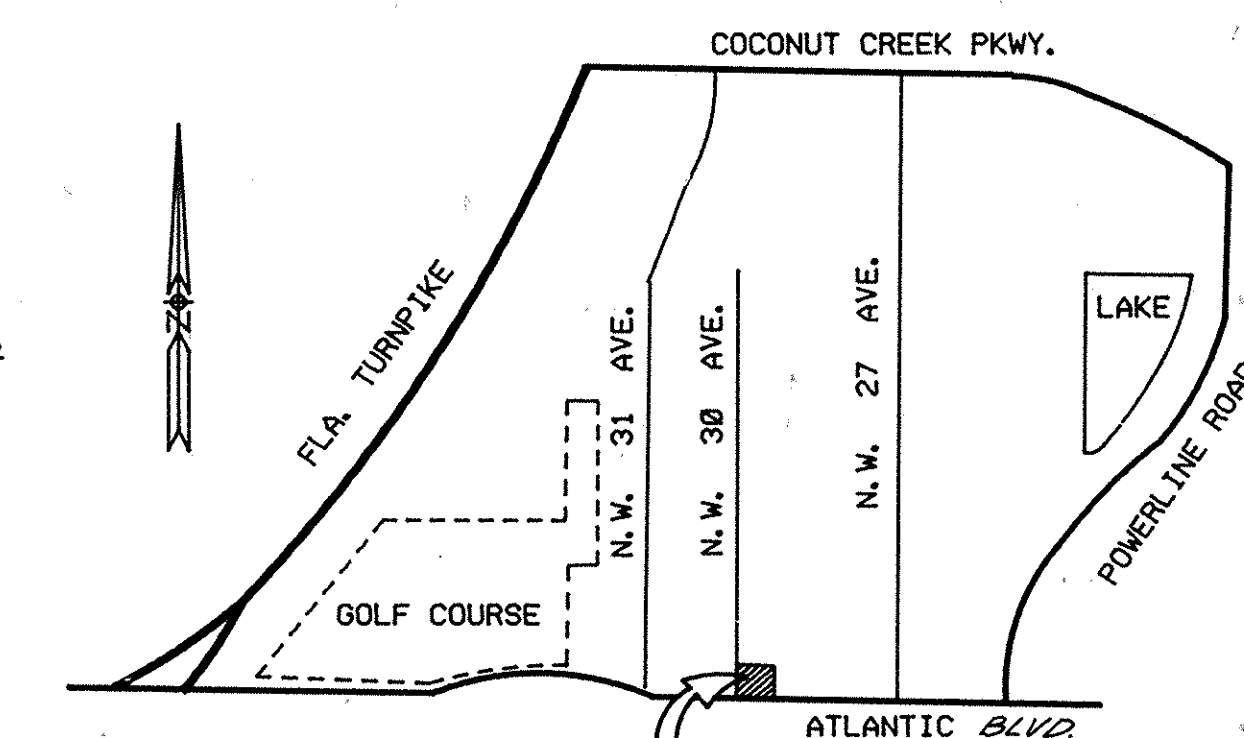 COCONUT CREEK PKWY.
FLA. TURNPIKE
N.W. 31 AVE.
N.W. 30 AVE.
N.W. 27 AVE.
LAKE
POWERLINE ROAD
GOLF COURSE
N
ATLANTIC BLVD.